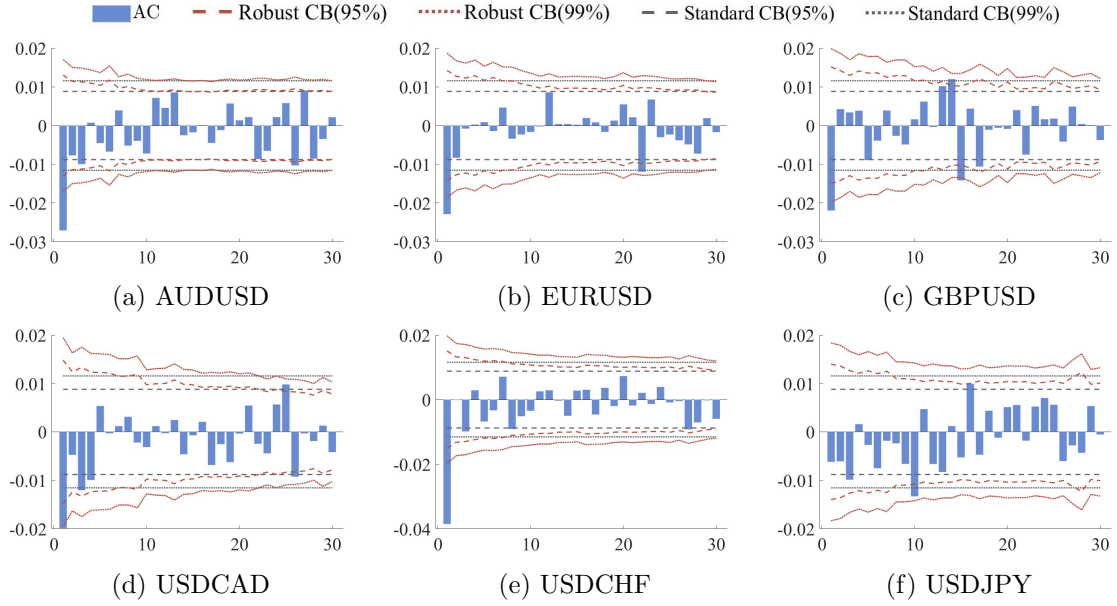 AC Robust CB(95%) Robust CB(99%) Standard CB(95%) Standard CB(99%)
0.02 0.02 0.02
0.01 0.01 0.01
0 0 0
-0.01 -0.01 -0.01
-0.02 -0.02 -0.02
-0.03 -0.03 -0.03
0 10 20 30 0 10 20 30 0 10 20 30
(a) AUDUSD (b) EURUSD (c) GBPUSD
0.02 0.02 0.02
0.01 0.01
0 0 0
-0.01 -0.02 -0.01
-0.02 -0.04 -0.02
0 10 20 30 0 10 20 30 0 10 20 30
(d) USDCAD (e) USDCHF (f) USDJPY